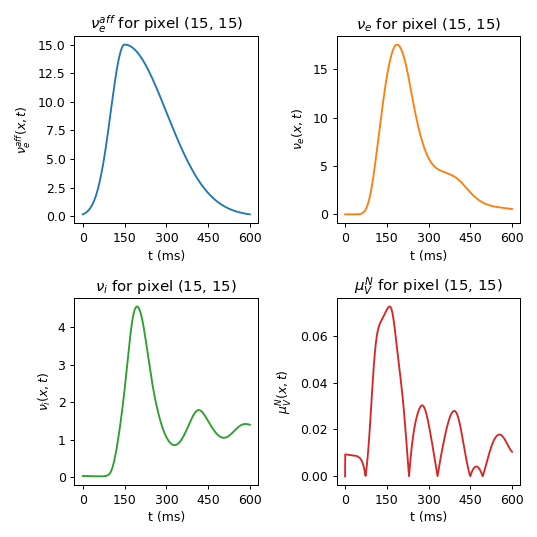 ν_e^{aff} for pixel (15, 15)
ν_e^{aff}(x, t)
15.0
12.5
10.0
7.5
5.0
2.5
0.0
0 150 300 450 600
t (ms)
ν_e for pixel (15, 15)
ν_e(x, t)
15
10
5
0
0 150 300 450 600
t (ms)
ν_i for pixel (15, 15)
ν_i(x, t)
4
3
2
1
0
0 150 300 450 600
t (ms)
μ_V^N for pixel (15, 15)
μ_V^N(x, t)
0.06
0.04
0.02
0.00
0 150 300 450 600
t (ms)